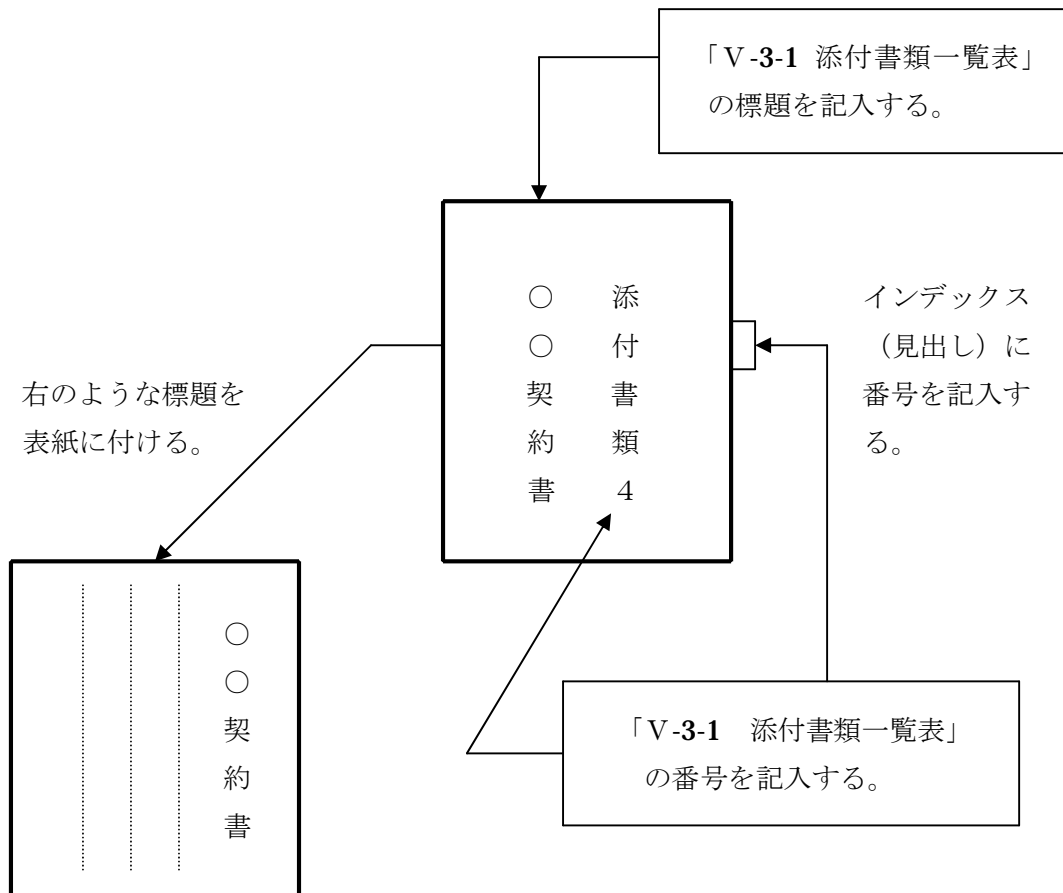 「Ⅴ-3-1 添付書類一覧表」
の標題を記入する。
添付書類4
○○契約書
インデックス
(見出し)に
番号を記入す
る。
右のような標題を
表紙に付ける。
○○契約書
「Ⅴ-3-1　添付書類一覧表」
の番号を記入する。